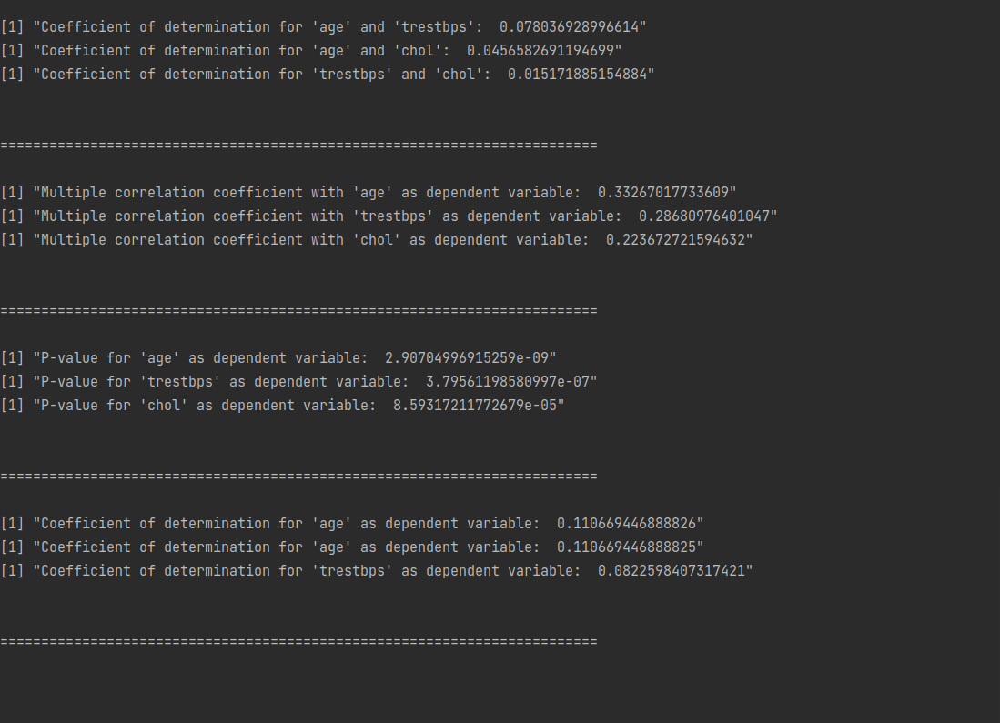 [1] "Coefficient of determination for 'age' and 'trestbps':  0.078036928996614"
[1] "Coefficient of determination for 'age' and 'chol':  0.0456582691194699"
[1] "Coefficient of determination for 'trestbps' and 'chol':  0.015171885154884"
=========================================================================
[1] "Multiple correlation coefficient with 'age' as dependent variable:  0.33267017733609"
[1] "Multiple correlation coefficient with 'trestbps' as dependent variable:  0.28680976401047"
[1] "Multiple correlation coefficient with 'chol' as dependent variable:  0.223672721594632"
=========================================================================
[1] "P-value for 'age' as dependent variable:  2.90704996915259e-09"
[1] "P-value for 'trestbps' as dependent variable:  3.79561198580997e-07"
[1] "P-value for 'chol' as dependent variable:  8.59317211772679e-05"
=========================================================================
[1] "Coefficient of determination for 'age' as dependent variable:  0.110669446888826"
[1] "Coefficient of determination for 'age' as dependent variable:  0.110669446888825"
[1] "Coefficient of determination for 'trestbps' as dependent variable:  0.0822598407317421"
=========================================================================